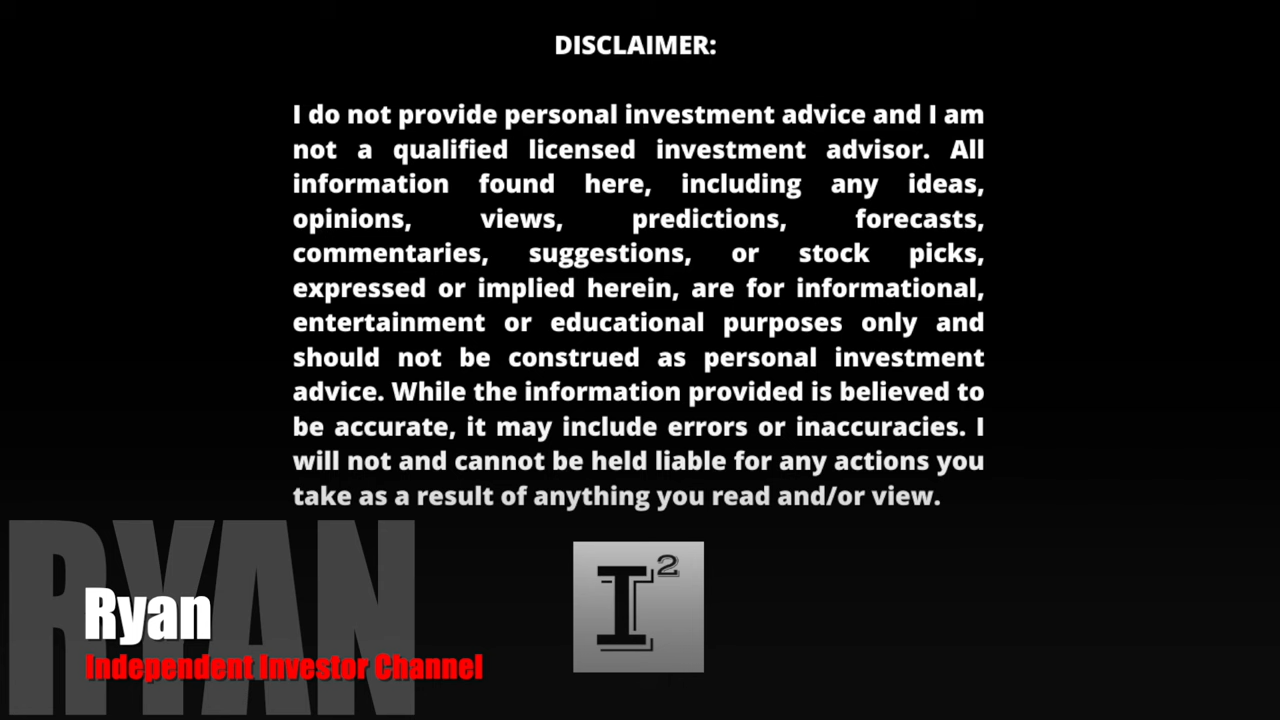 DISCLAIMER:
I do not provide personal investment advice and I am
not a qualified licensed investment advisor. All
information found here, including any ideas,
opinions, views, predictions, forecasts,
commentaries, suggestions, or stock picks,
expressed or implied herein, are for informational,
entertainment or educational purposes only and
should not be construed as personal investment
advice. While the information provided is believed to
be accurate, it may include errors or inaccuracies. I
will not and cannot be held liable for any actions you
take as a result of anything you read and/or view.
RYAN
Ryan
Independent Investor Channel
I²